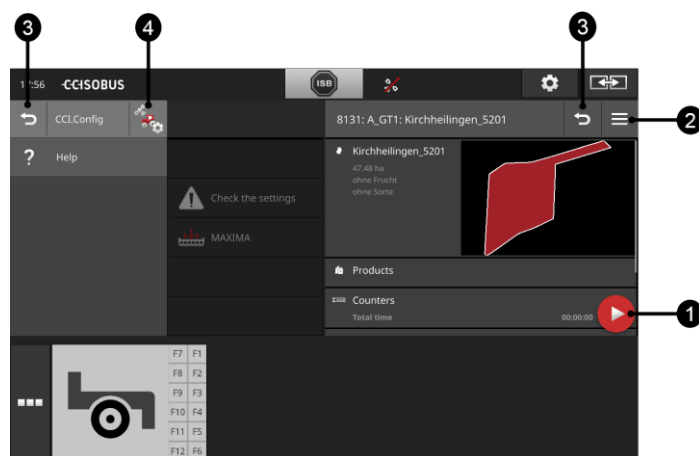 3
4
3
17:56
CCISOBUS
ISB
CCI.Config
8131: A_GT1: Kirchheilingen_5201
2
?
Help
Kirchheilingen_5201
47,48 ha
ohne Frucht
ohne Sorte
Check the settings
MAXIMA
Products
Counters
Total time
00:00:00
1
F7 F1
F8 F2
F9 F3
F10 F4
F11 F5
F12 F6